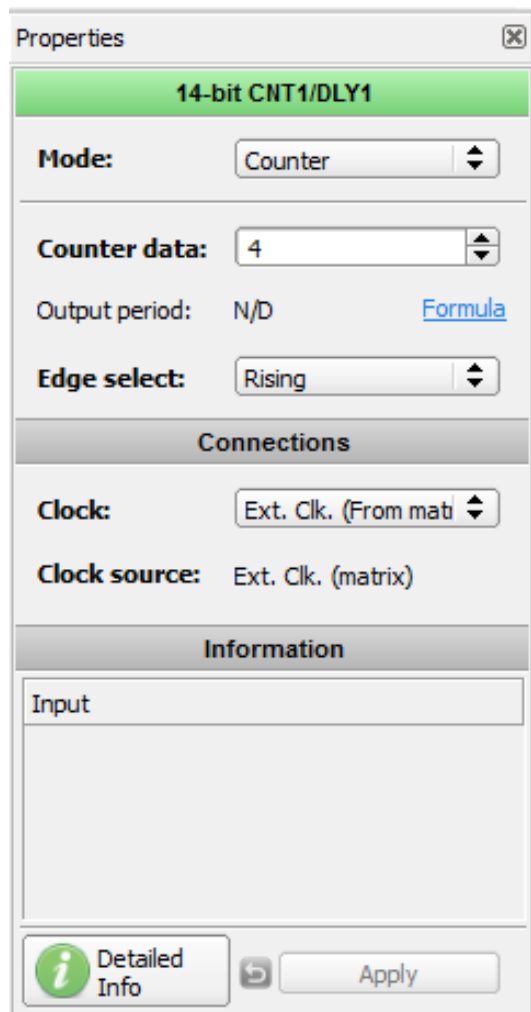 Properties
14-bit CNT1/DLY1
Mode: Counter
Counter data: 4
Output period: N/D Formula
Edge select: Rising
Connections
Clock: Ext. Clk. (From mat
Clock source: Ext. Clk. (matrix)
Information
Input
Detailed
Info
Apply